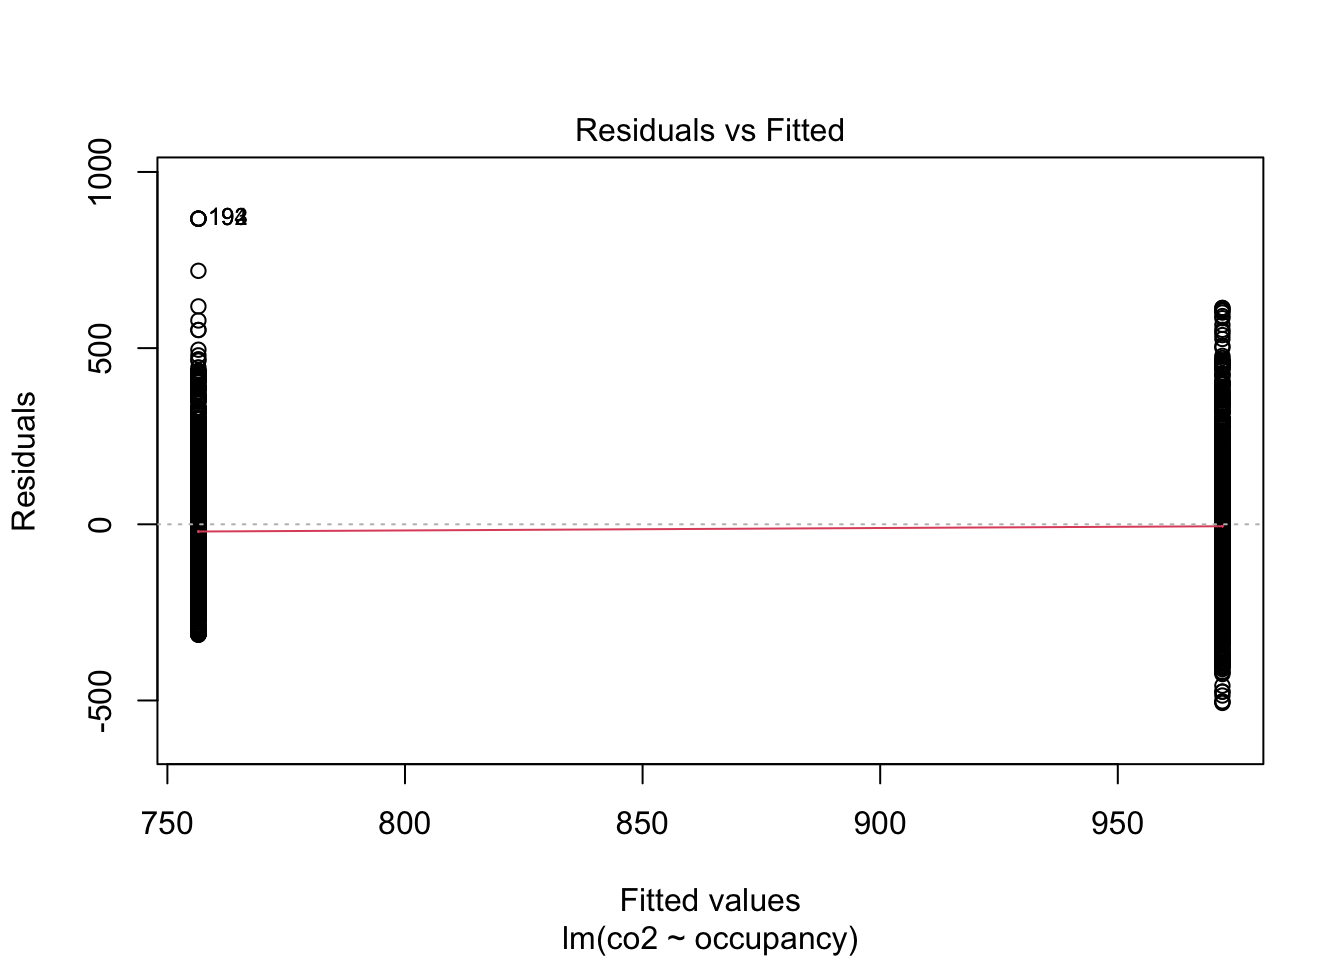 Residuals vs Fitted
1000
500
0
-500
Residuals
750 800 850 900 950
Fitted values
lm(co2 ~ occupancy)